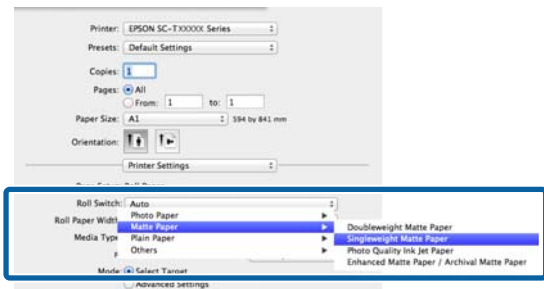 Printer: EPSON SC-TXXXXX Series
Presets: Default Settings
Copies: 1
Pages: All
From: 1 to: 1
Paper Size: A1 594 by 841 mm
Orientation:
Printer Settings
Roll Switch: Auto
Roll Paper Width
Photo Paper
Matte Paper
Doubleweight Matte Paper
Media Type
Plain Paper
Singleweight Matte Paper
Others
Photo Quality Ink Jet Paper
Enhanced Matte Paper / Archival Matte Paper
Mode: Select Target
Advanced Settings